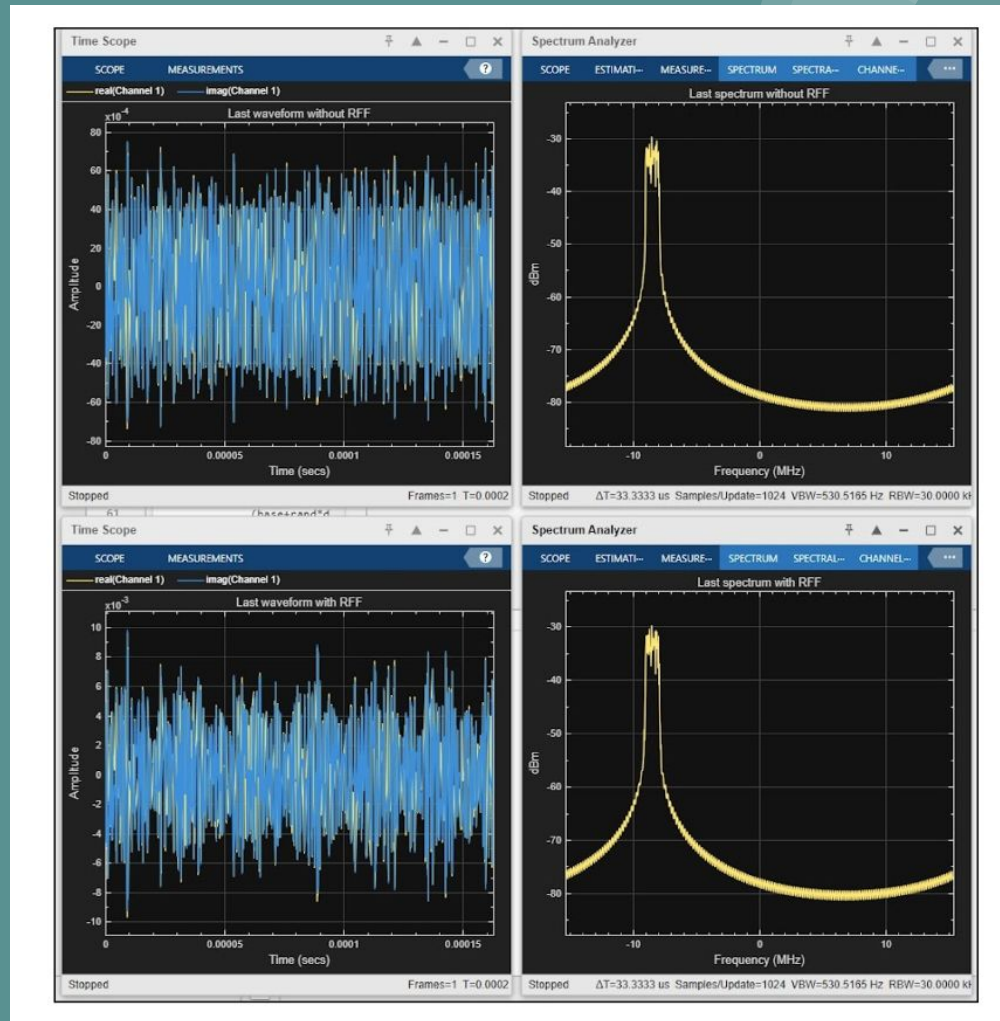 Time Scope
SCOPE MEASUREMENTS ?
real(Channel 1) imag(Channel 1)
x10-4
Last waveform without RFF
80
60
40
20
0
-20
-40
-60
-80
Amplitude
0 0.00005 0.0001 0.00015
Time (secs)
Stopped Frames=1 T=0.0002
Spectrum Analyzer
SCOPE ESTIMATI··· MEASURE··· SPECTRUM SPECTRA··· CHANNE··· ···
Last spectrum without RFF
-30
-40
-50
-60
-70
-80
dBm
-10 0 10
Frequency (MHz)
Stopped ΔT=33.3333 us Samples/Update=1024 VBW=530.5165 Hz RBW=30.0000 kH
61 (base+rand*d
Time Scope
SCOPE MEASUREMENTS ?
real(Channel 1) imag(Channel 1)
x10-3
Last waveform with RFF
10
8
6
4
2
0
-2
-4
-6
-8
-10
Amplitude
0 0.00005 0.0001 0.00015
Time (secs)
Stopped Frames=1 T=0.0002
Spectrum Analyzer
SCOPE ESTIMATI··· MEASURE··· SPECTRUM SPECTRAL··· CHANNEL··· ···
Last spectrum with RFF
-30
-40
-50
-60
-70
-80
dBm
-10 0 10
Frequency (MHz)
Stopped ΔT=33.3333 us Samples/Update=1024 VBW=530.5165 Hz RBW=30.0000 kH